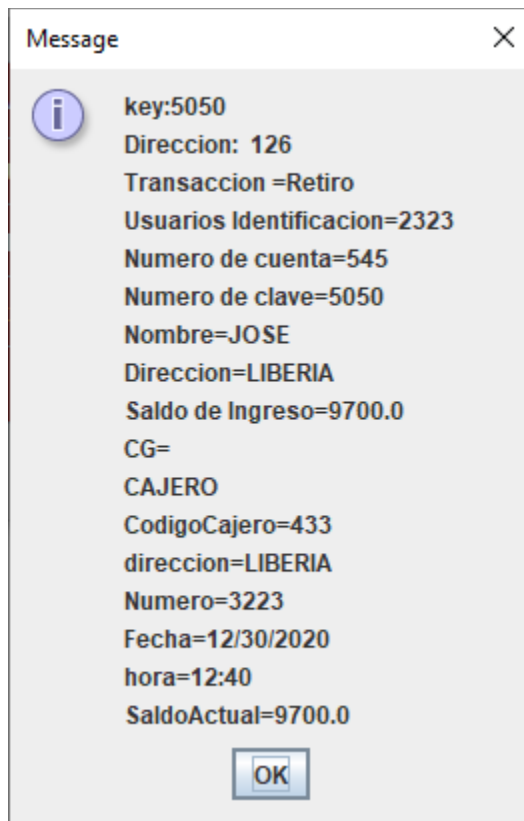 Message
key:5050
Direccion: 126
Transaccion =Retiro
Usuarios Identificacion=2323
Numero de cuenta=545
Numero de clave=5050
Nombre=JOSE
Direccion=LIBERIA
Saldo de Ingreso=9700.0
CG=
CAJERO
CodigoCajero=433
direccion=LIBERIA
Numero=3223
Fecha=12/30/2020
hora=12:40
SaldoActual=9700.0
OK